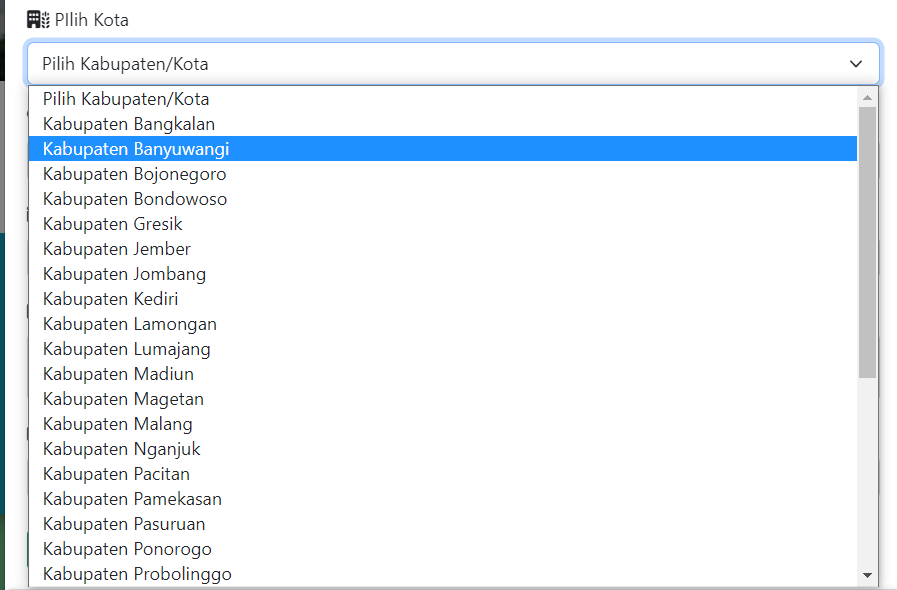 PIlih Kota
Pilih Kabupaten/Kota
Pilih Kabupaten/Kota
Kabupaten Bangkalan
Kabupaten Banyuwangi
Kabupaten Bojonegoro
Kabupaten Bondowoso
Kabupaten Gresik
Kabupaten Jember
Kabupaten Jombang
Kabupaten Kediri
Kabupaten Lamongan
Kabupaten Lumajang
Kabupaten Madiun
Kabupaten Magetan
Kabupaten Malang
Kabupaten Nganjuk
Kabupaten Pacitan
Kabupaten Pamekasan
Kabupaten Pasuruan
Kabupaten Ponorogo
Kabupaten Probolinggo